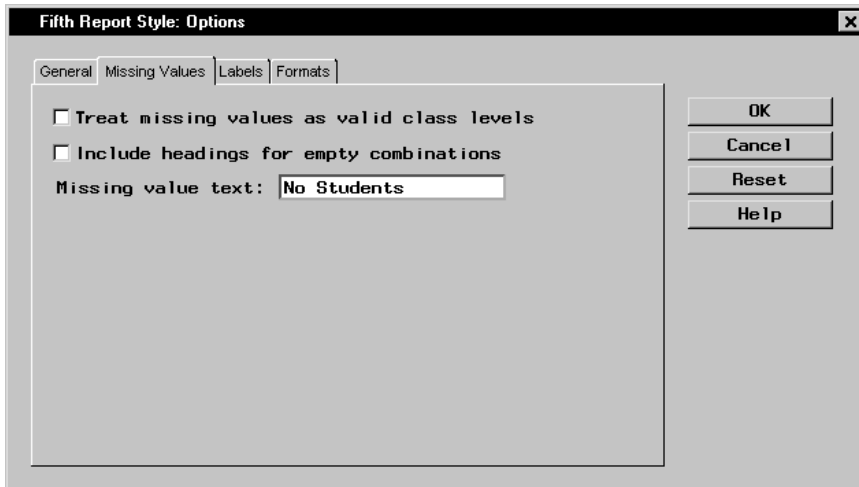 Fifth Report Style: Options
General Missing Values Labels Formats
Treat missing values as valid class levels
Include headings for empty combinations
Missing value text: No Students
OK
Cancel
Reset
Help